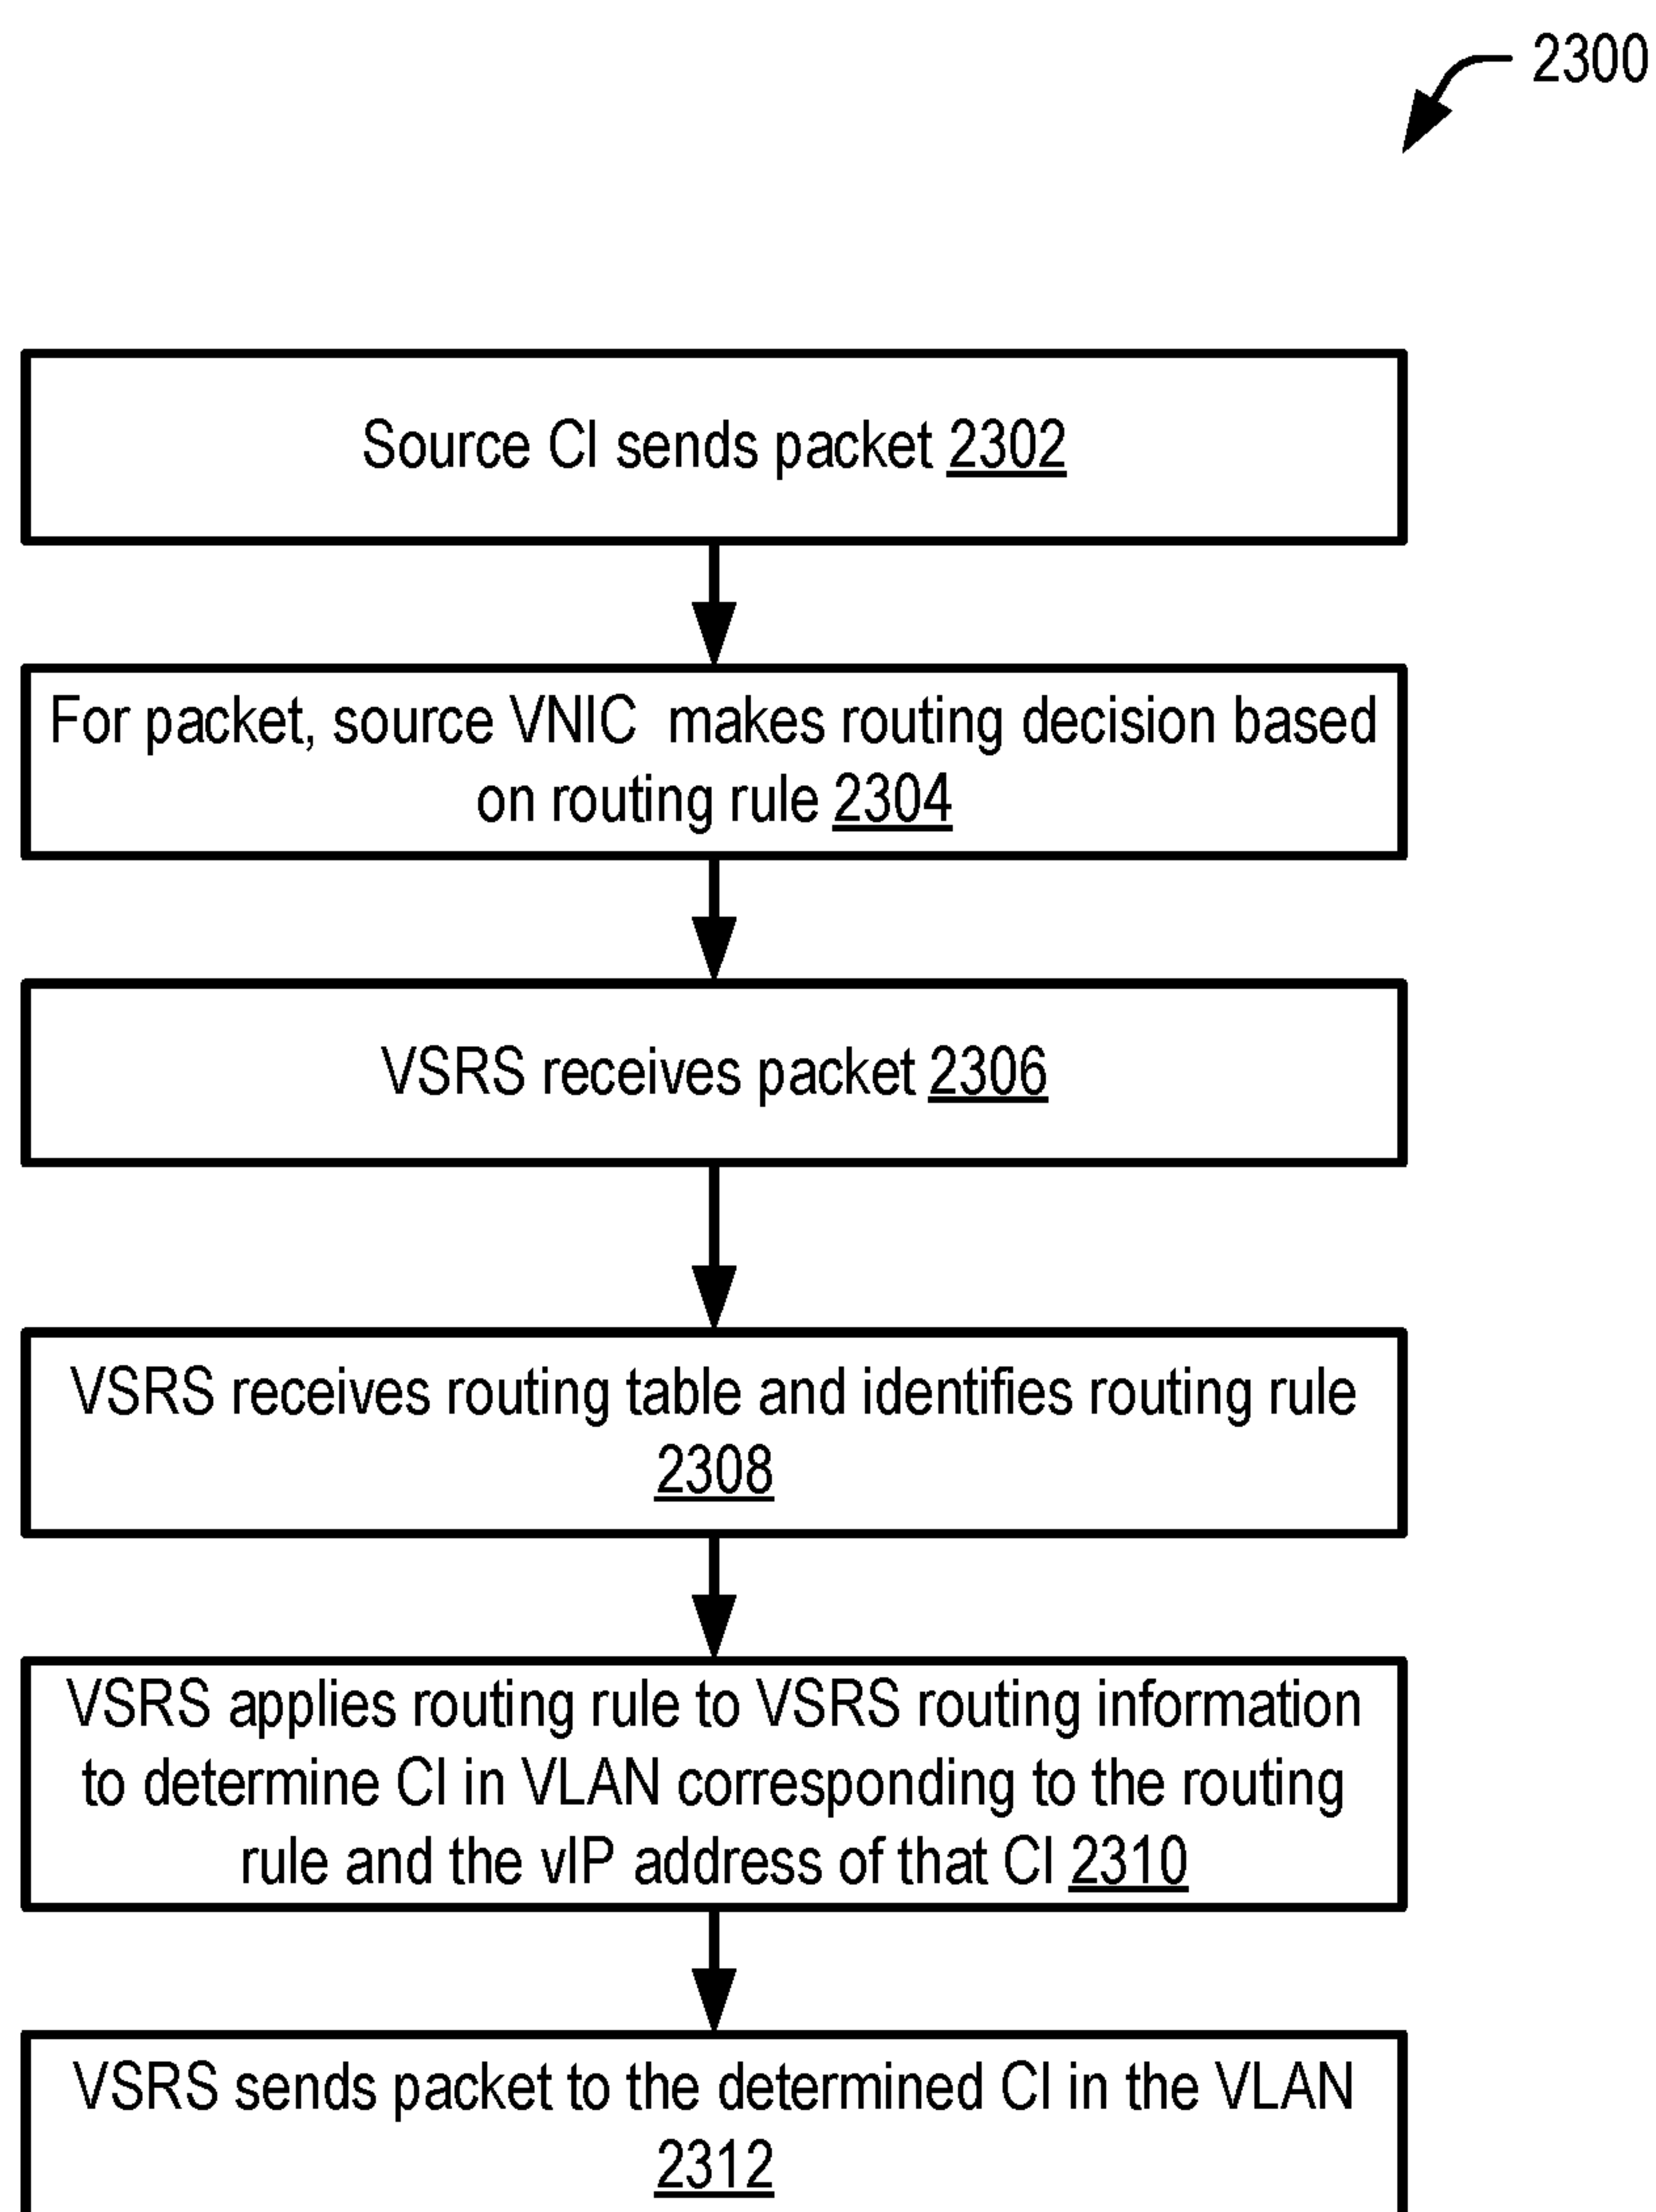 2300
Source CI sends packet 2302
For packet, source VNIC makes routing decision based
on routing rule 2304
VSRS receives packet 2306
VSRS receives routing table and identifies routing rule
2308
VSRS applies routing rule to VSRS routing information
to determine CI in VLAN corresponding to the routing
rule and the vIP address of that CI 2310
VSRS sends packet to the determined CI in the VLAN
2312